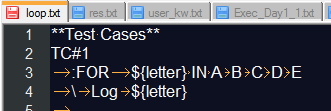 loop.txt res.txt user_kw.txt Exec_Day1_1.txt
1 **Test Cases**
2 TC#1
3 →:FOR→${letter}·IN·A·B·C·D·E
4 →\→Log→${letter}
5 →